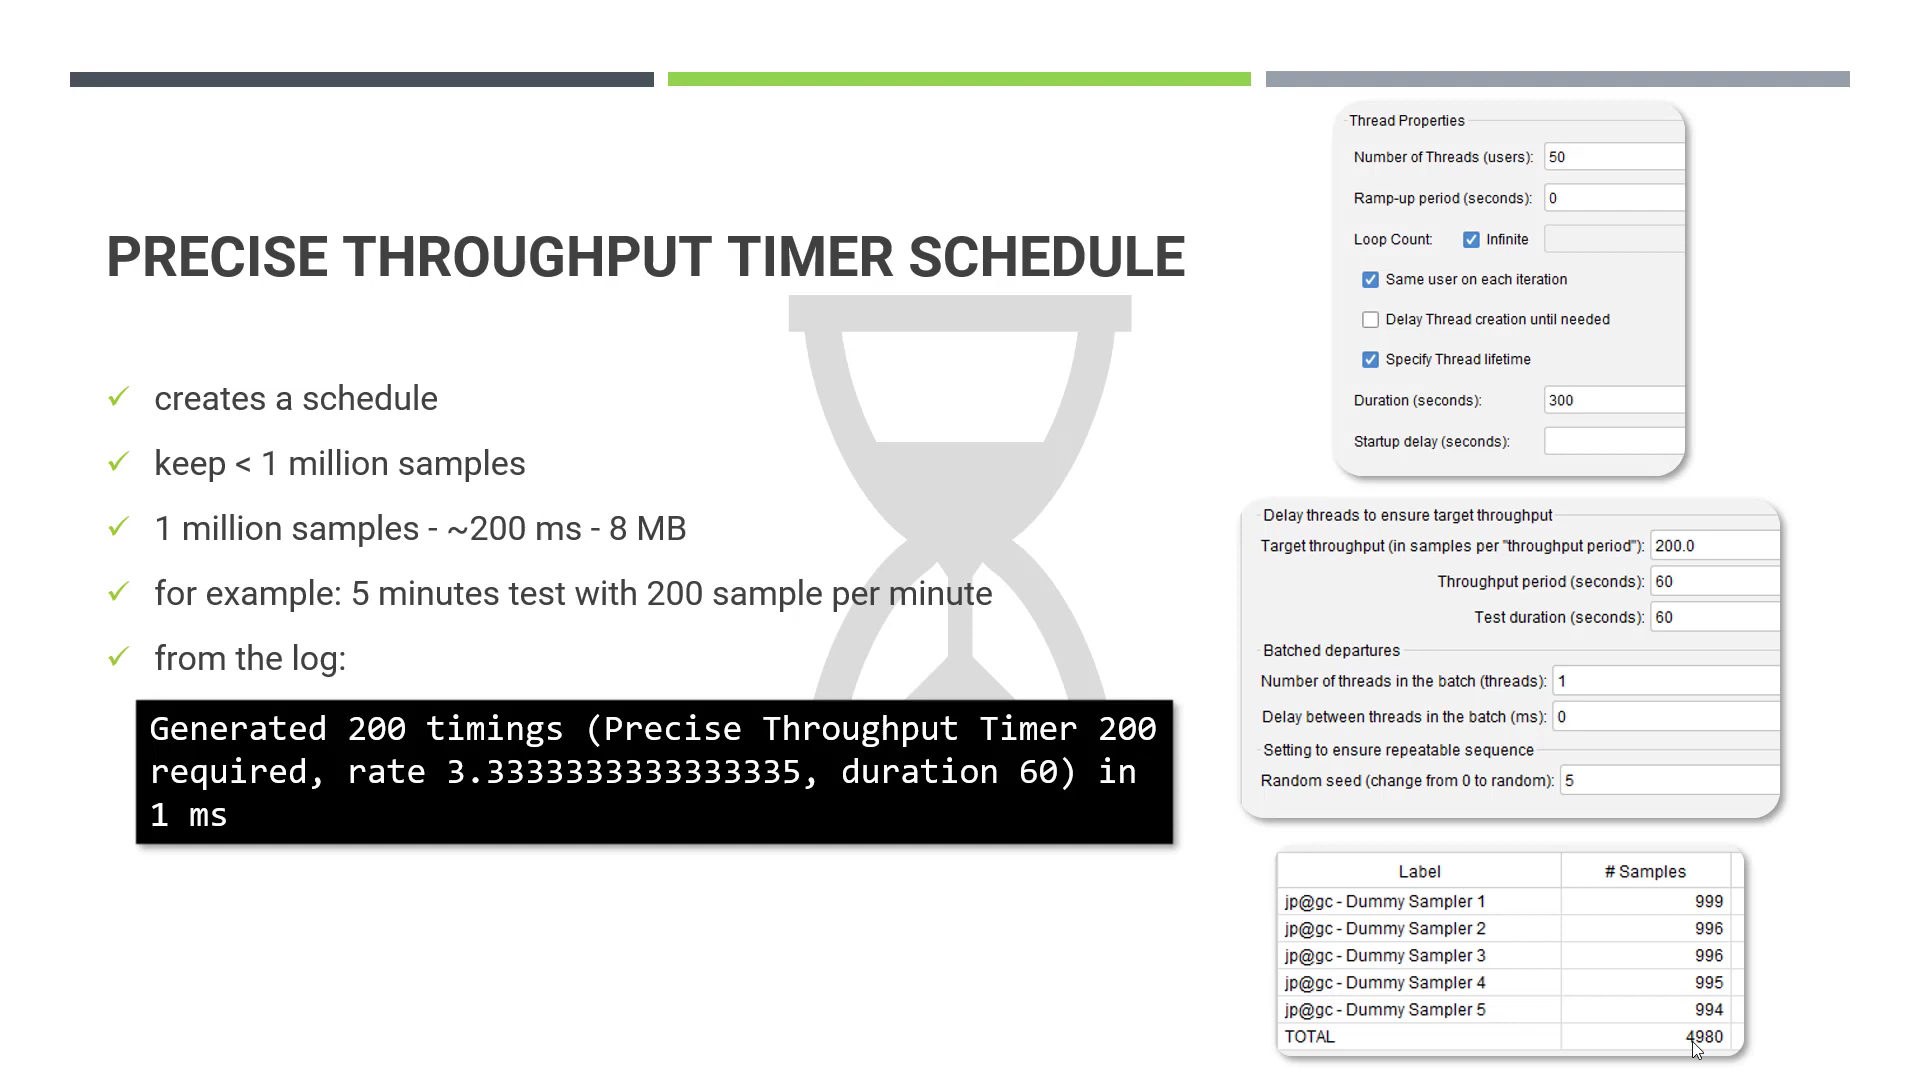 PRECISE THROUGHPUT TIMER SCHEDULE
creates a schedule
keep < 1 million samples
1 million samples - ~200 ms - 8 MB
for example: 5 minutes test with 200 sample per minute
from the log:
Generated 200 timings (Precise Throughput Timer 200
required, rate 3.3333333333333335, duration 60) in
1 ms
Thread Properties
Number of Threads (users): 50
Ramp-up period (seconds): 0
Loop Count: Infinite
Same user on each iteration
Delay Thread creation until needed
Specify Thread lifetime
Duration (seconds): 300
Startup delay (seconds):
Delay threads to ensure target throughput
Target throughput (in samples per "throughput period"): 200.0
Throughput period (seconds): 60
Test duration (seconds): 60
Batched departures
Number of threads in the batch (threads): 1
Delay between threads in the batch (ms): 0
Setting to ensure repeatable sequence
Random seed (change from 0 to random): 5
Label # Samples
jp@gc - Dummy Sampler 1 999
jp@gc - Dummy Sampler 2 996
jp@gc - Dummy Sampler 3 996
jp@gc - Dummy Sampler 4 995
jp@gc - Dummy Sampler 5 994
TOTAL 4980